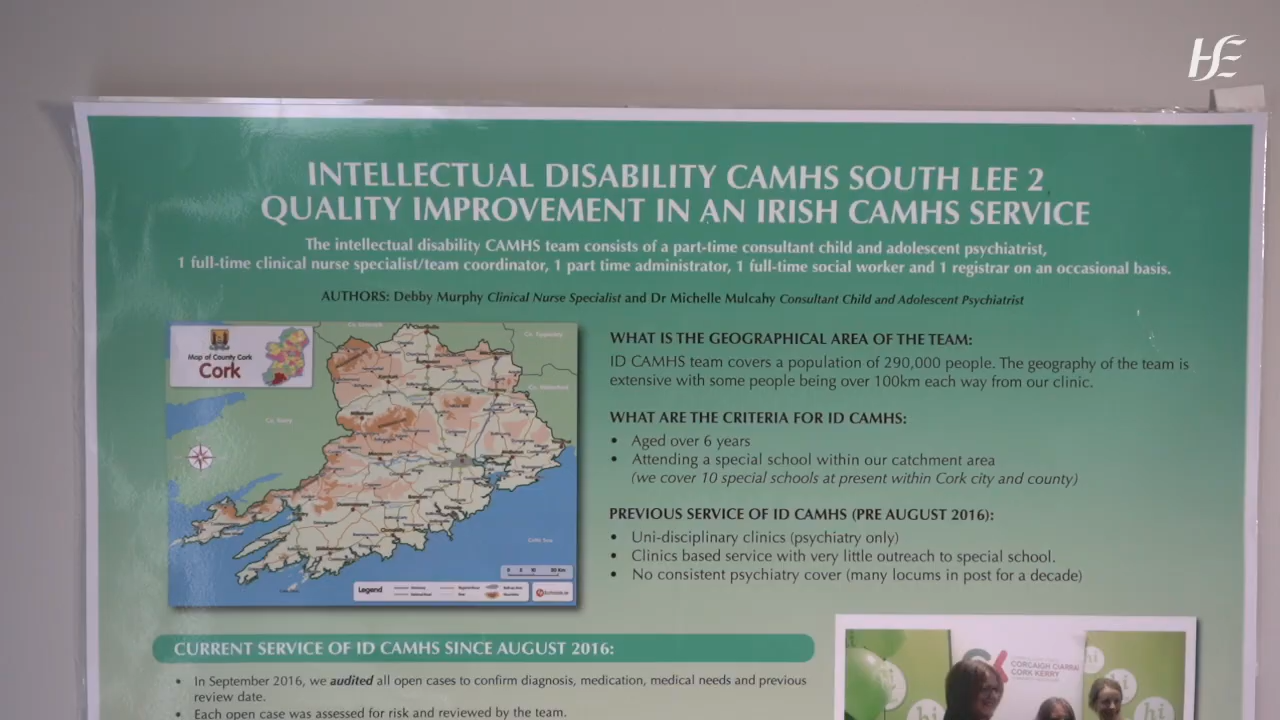 HSE
INTELLECTUAL DISABILITY CAMHS SOUTH LEE 2
QUALITY IMPROVEMENT IN AN IRISH CAMHS SERVICE
The intellectual disability CAMHS team consists of a part-time consultant child and adolescent psychiatrist,
1 full-time clinical nurse specialist/team coordinator, 1 part time administrator, 1 full-time social worker and 1 registrar on an occasional basis.
AUTHORS: Debby Murphy Clinical Nurse Specialist and Dr Michelle Mulcahy Consultant Child and Adolescent Psychiatrist
Map of County Cork
Cork
Co. Kerry
Legend
WHAT IS THE GEOGRAPHICAL AREA OF THE TEAM:
ID CAMHS team covers a population of 290,000 people. The geography of the team is
extensive with some people being over 100km each way from our clinic.
WHAT ARE THE CRITERIA FOR ID CAMHS:
• Aged over 6 years
• Attending a special school within our catchment area
(we cover 10 special schools at present within Cork city and county)
PREVIOUS SERVICE OF ID CAMHS (PRE AUGUST 2016):
• Uni-disciplinary clinics (psychiatry only)
• Clinics based service with very little outreach to special school.
• No consistent psychiatry cover (many locums in post for a decade)
CURRENT SERVICE OF ID CAMHS SINCE AUGUST 2016:
• In September 2016, we audited all open cases to confirm diagnosis, medication, medical needs and previous
review date.
• Each open case was assessed for risk and reviewed by the team.
CORCAIGH CIARRAÍ
CORK KERRY
hi
hi
hi
hi